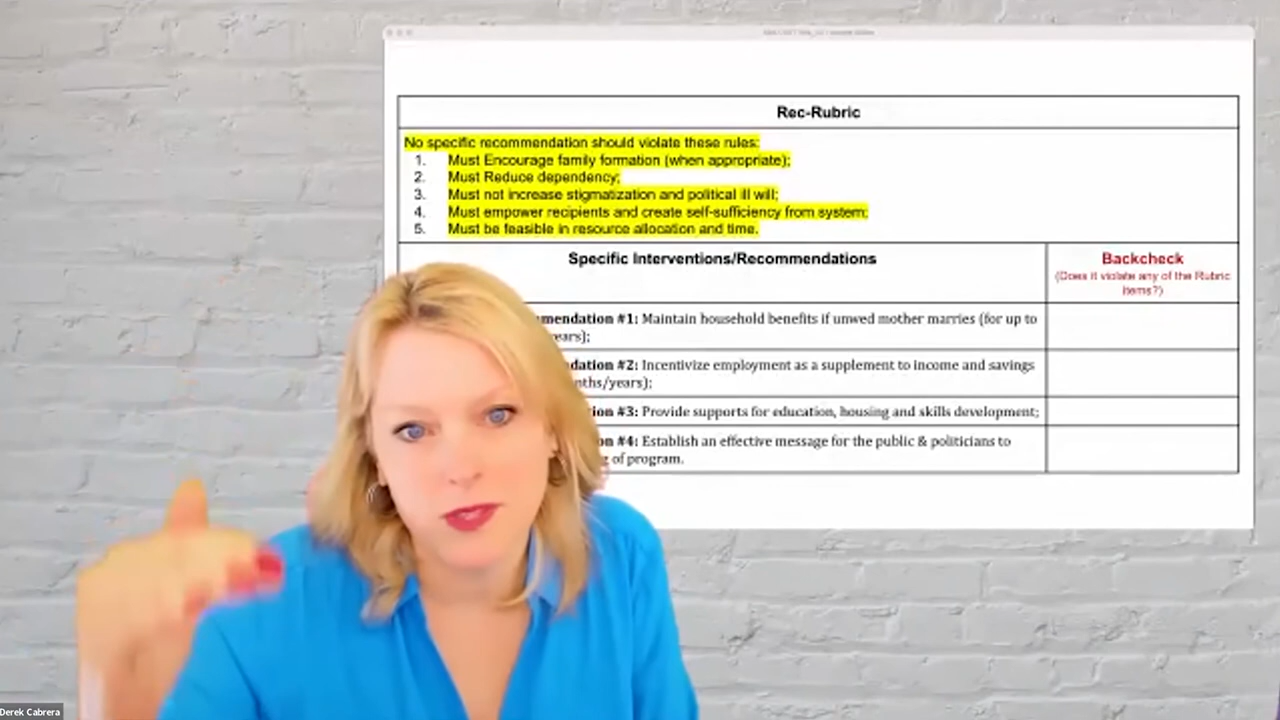 Rec-Rubric
No specific recommendation should violate these rules:
1. Must Encourage family formation (when appropriate);
2. Must Reduce dependency;
3. Must not increase stigmatization and political ill will;
4. Must empower recipients and create self-sufficiency from system;
5. Must be feasible in resource allocation and time.
Specific Interventions/Recommendations
Backcheck
(Does it violate any of the Rubric
items?)
mendation #1: Maintain household benefits if unwed mother marries (for up to
ears);
dation #2: Incentivize employment as a supplement to income and savings
nths/years);
ion #3: Provide supports for education, housing and skills development;
on #4: Establish an effective message for the public & politicians to
of program.
Derek Cabrera